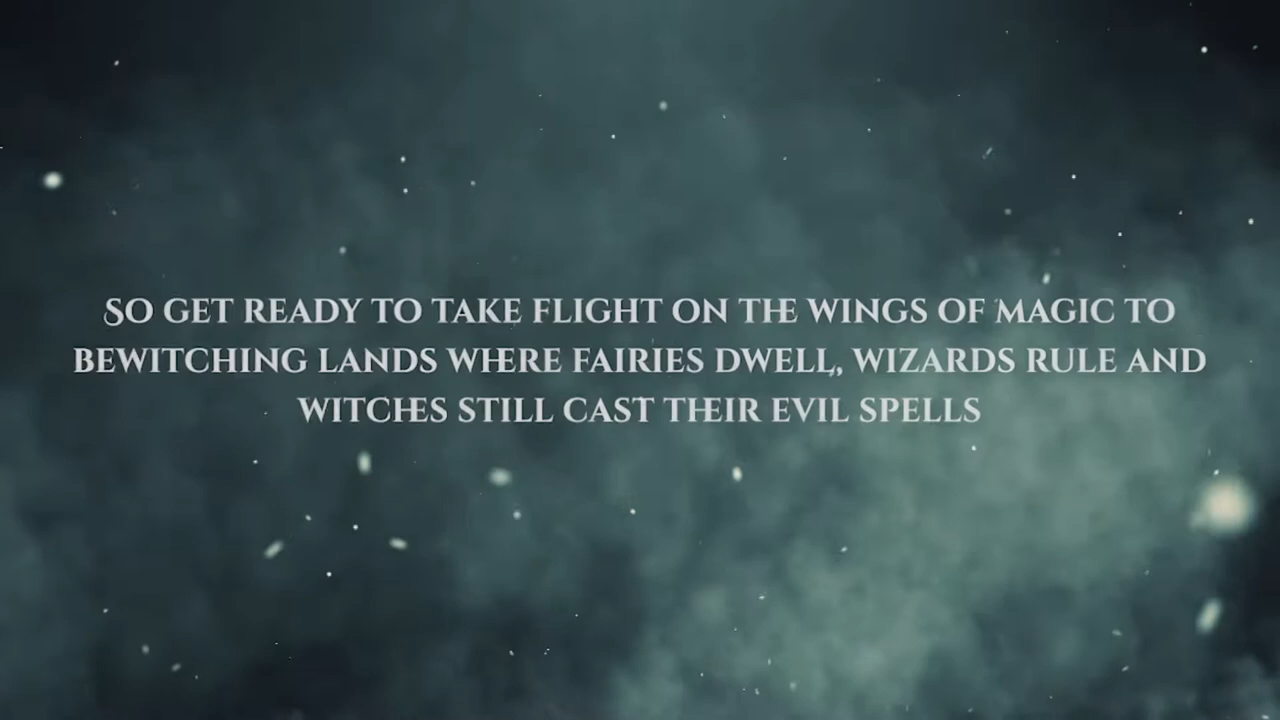 So get ready to take flight on the wings of magic to
bewitching lands where fairies dwell, wizards rule and
witches still cast their evil spells